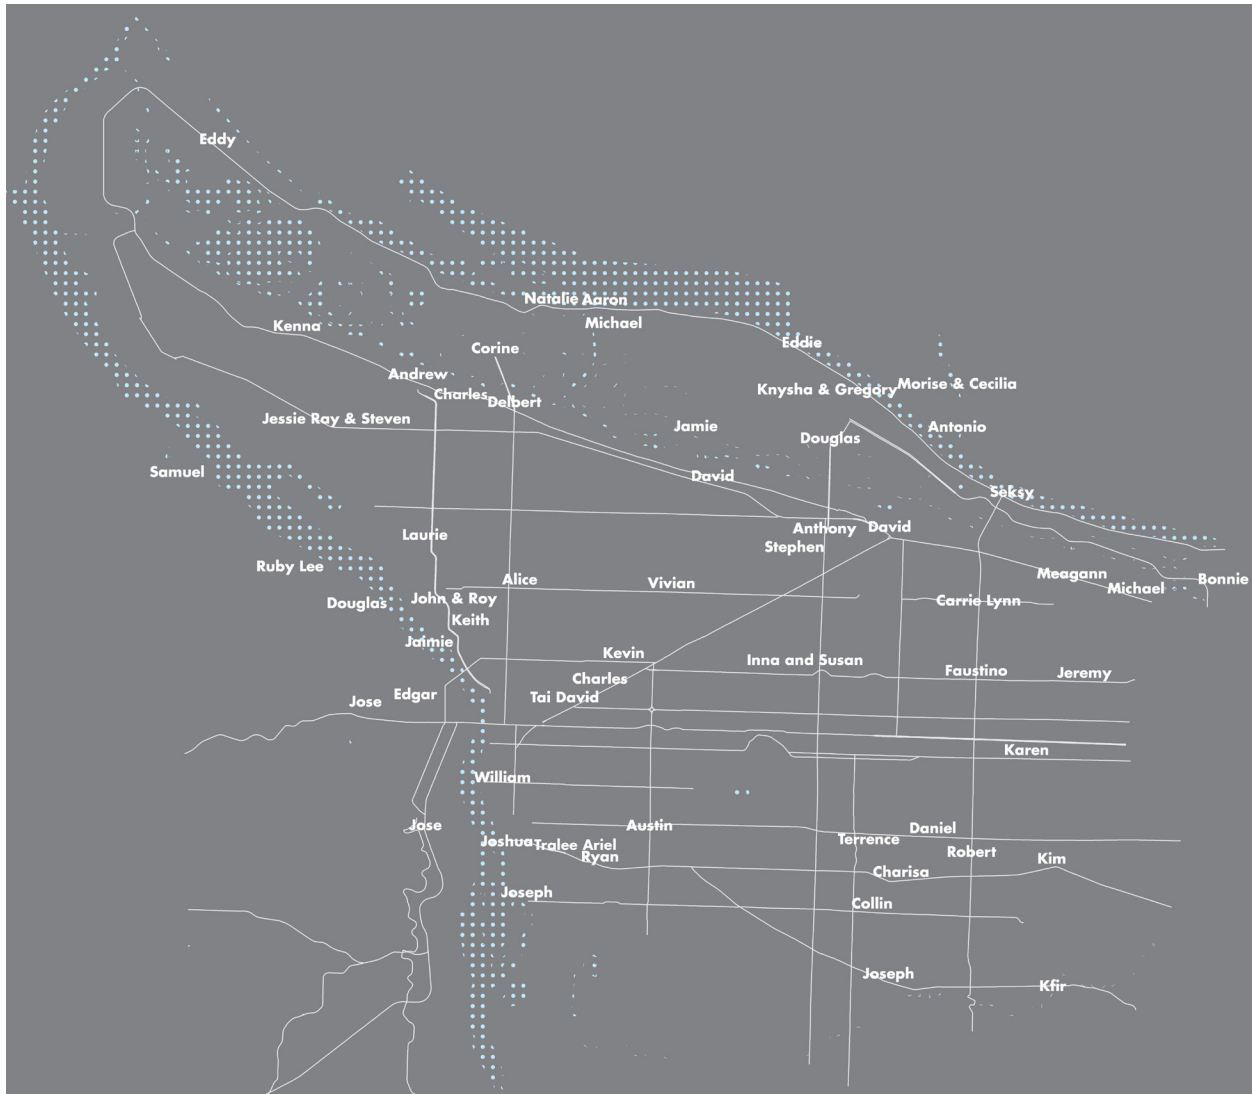 Eddy
Natalie Aaron
Michael
Kenna
Eddie
Corine
Andrew
Charles
Delbert
Knysha & Gregory
Morise & Cecilia
Jessie Ray & Steven
Jamie
Antonio
Douglas
Samuel
David
Seksy
Laurie
Anthony
David
Stephen
Ruby Lee
Alice
Vivian
Meagann
Michael
Bonnie
Douglas
John & Roy
Carrie Lynn
Keith
Jaimie
Kevin
Inna and Susan
Faustino
Jeremy
Charles
Edgar
Tai David
Jose
Karen
William
Jose
Austin
Daniel
Joshua
Tralee Ariel
Ryan
Terrence
Robert
Kim
Charisa
Joseph
Collin
Joseph
Kfir